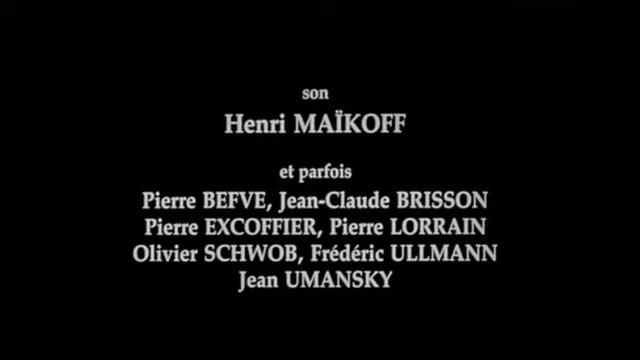 son
Henri MAÏKOFF
et parfois
Pierre BEFVE, Jean-Claude BRISSON
Pierre EXCOFFIER, Pierre LORRAIN
Olivier SCHWOB, Frédéric ULLMANN
Jean UMANSKY